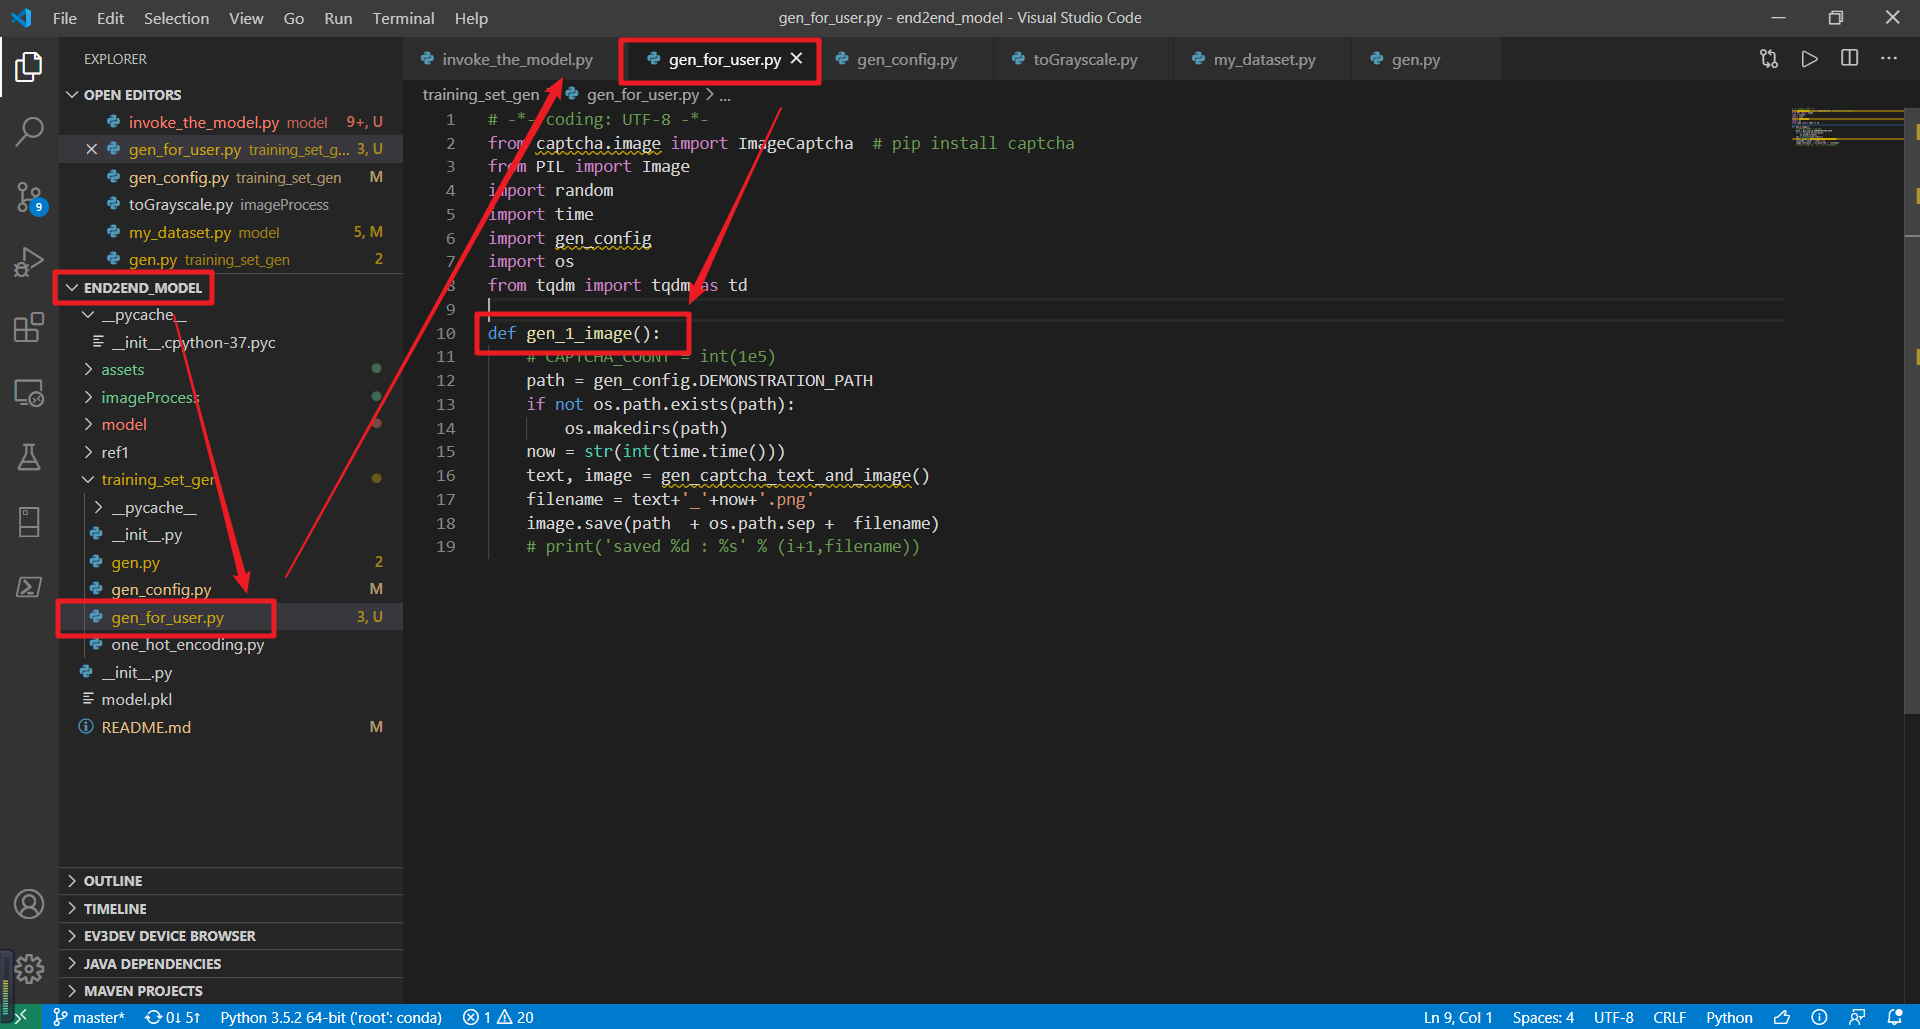 File Edit Selection View Go Run Terminal Help
gen_for_user.py - end2end_model - Visual Studio Code
EXPLORER
OPEN EDITORS
invoke_the_model.py model 9+, U
gen_for_user.py training_set_g... 3, U
gen_config.py training_set_gen M
toGrayscale.py imageProcess
my_dataset.py model 5, M
gen.py training_set_gen 2
END2END_MODEL
__pycache__
__init__.cpython-37.pyc
assets
imageProcess
model
ref1
training_set_gen
__pycache__
__init__.py
gen.py 2
gen_config.py M
gen_for_user.py 3, U
one_hot_encoding.py
__init__.py
model.pkl
README.md M
OUTLINE
TIMELINE
EV3DEV DEVICE BROWSER
JAVA DEPENDENCIES
MAVEN PROJECTS
9
invoke_the_model.py gen_for_user.py gen_config.py toGrayscale.py my_dataset.py gen.py
training_set_gen gen_for_user.py > ...
1 # -*- coding: UTF-8 -*-
2 from captcha.image import ImageCaptcha # pip install captcha
3 from PIL import Image
4 import random
5 import time
6 import gen_config
7 import os
8 from tqdm import tqdm as td
9
10 def gen_1_image():
11 # CAPTCHA_COUNT = int(1e5)
12 path = gen_config.DEMONSTRATION_PATH
13 if not os.path.exists(path):
14 os.makedirs(path)
15 now = str(int(time.time()))
16 text, image = gen_captcha_text_and_image()
17 filename = text+'_'+now+'.png'
18 image.save(path + os.path.sep + filename)
19 # print('saved %d : %s' % (i+1,filename))
master* 0↓ 5↑ Python 3.5.2 64-bit ('root': conda) 1 20 Ln 9, Col 1 Spaces: 4 UTF-8 CRLF Python